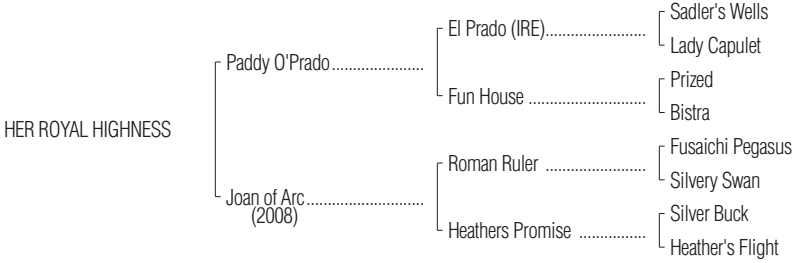 Sadler's Wells
El Prado (IRE).......................
Lady Capulet
Paddy O'Prado.....................
Prized
Fun House ...........................
Bistra
HER ROYAL HIGHNESS
Fusaichi Pegasus
Roman Ruler .......................
Silvery Swan
Joan of Arc...........................
(2008)
Silver Buck
Heathers Promise ................
Heather's Flight